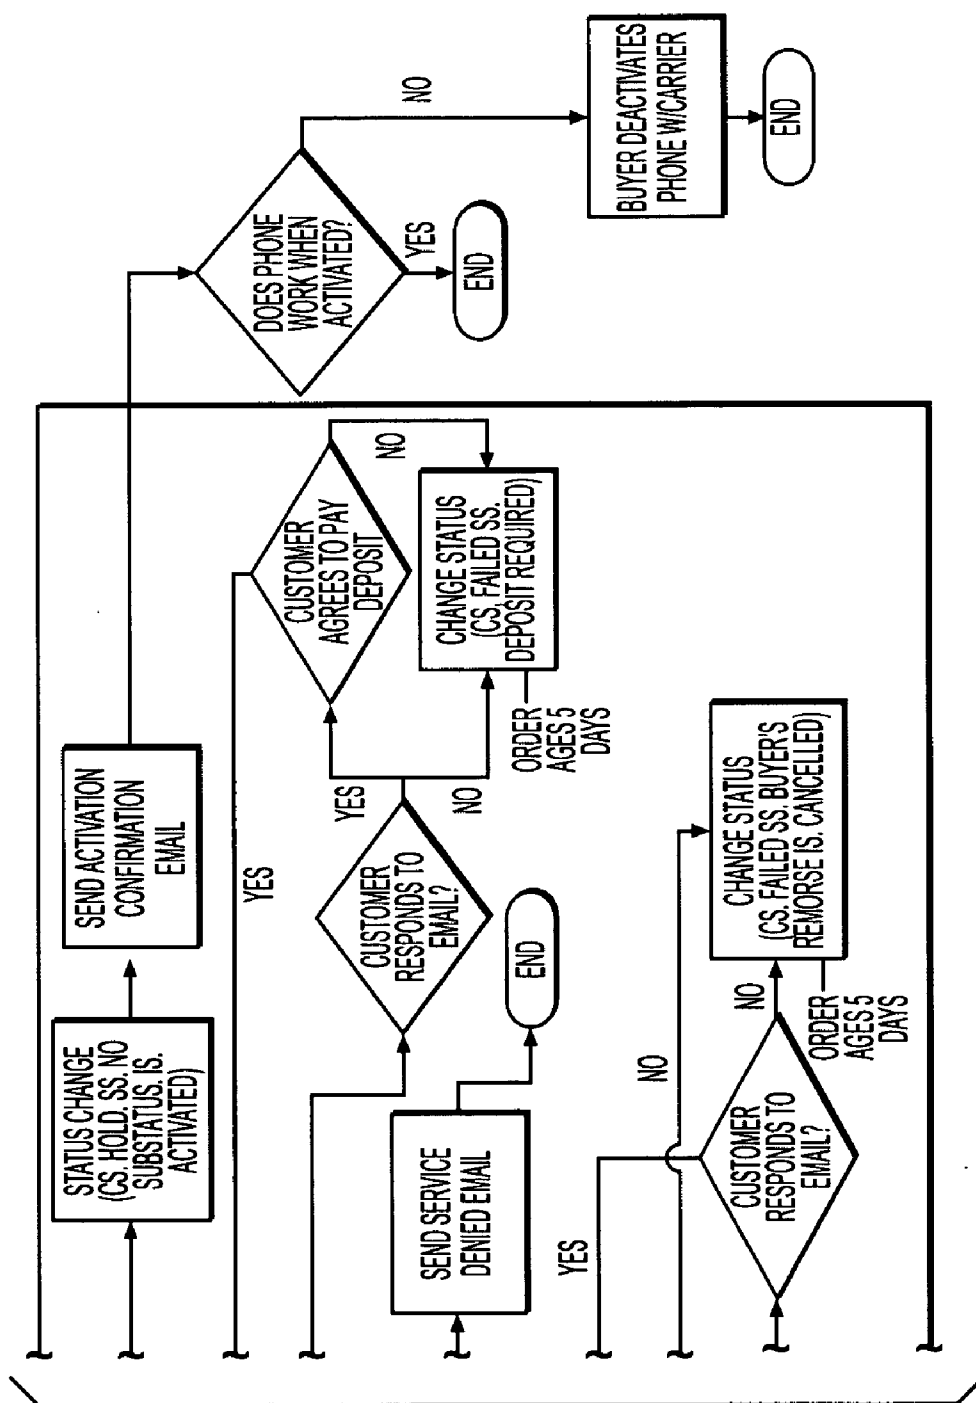 STATUS CHANGE
(CS. HOLD. SS. NO
SUBSTATUS. IS.
ACTIVATED)
SEND ACTIVATION
CONFIRMATION
EMAIL
DOES PHONE
WORK WHEN
ACTIVATED?
YES
END
NO
BUYER DEACTIVATES
PHONE W/CARRIER
END
YES
CUSTOMER
AGREES TO PAY
DEPOSIT
NO
CUSTOMER
RESPONDS TO
EMAIL?
YES
NO
CHANGE STATUS
(CS, FAILED SS.
DEPOSIT REQUIRED)
ORDER
AGES 5
DAYS
SEND SERVICE
DENIED EMAIL
END
YES
NO
CUSTOMER
RESPONDS TO
EMAIL?
NO
CHANGE STATUS
(CS. FAILED SS. BUYER'S
REMORSE IS. CANCELLED)
ORDER
AGES 5
DAYS